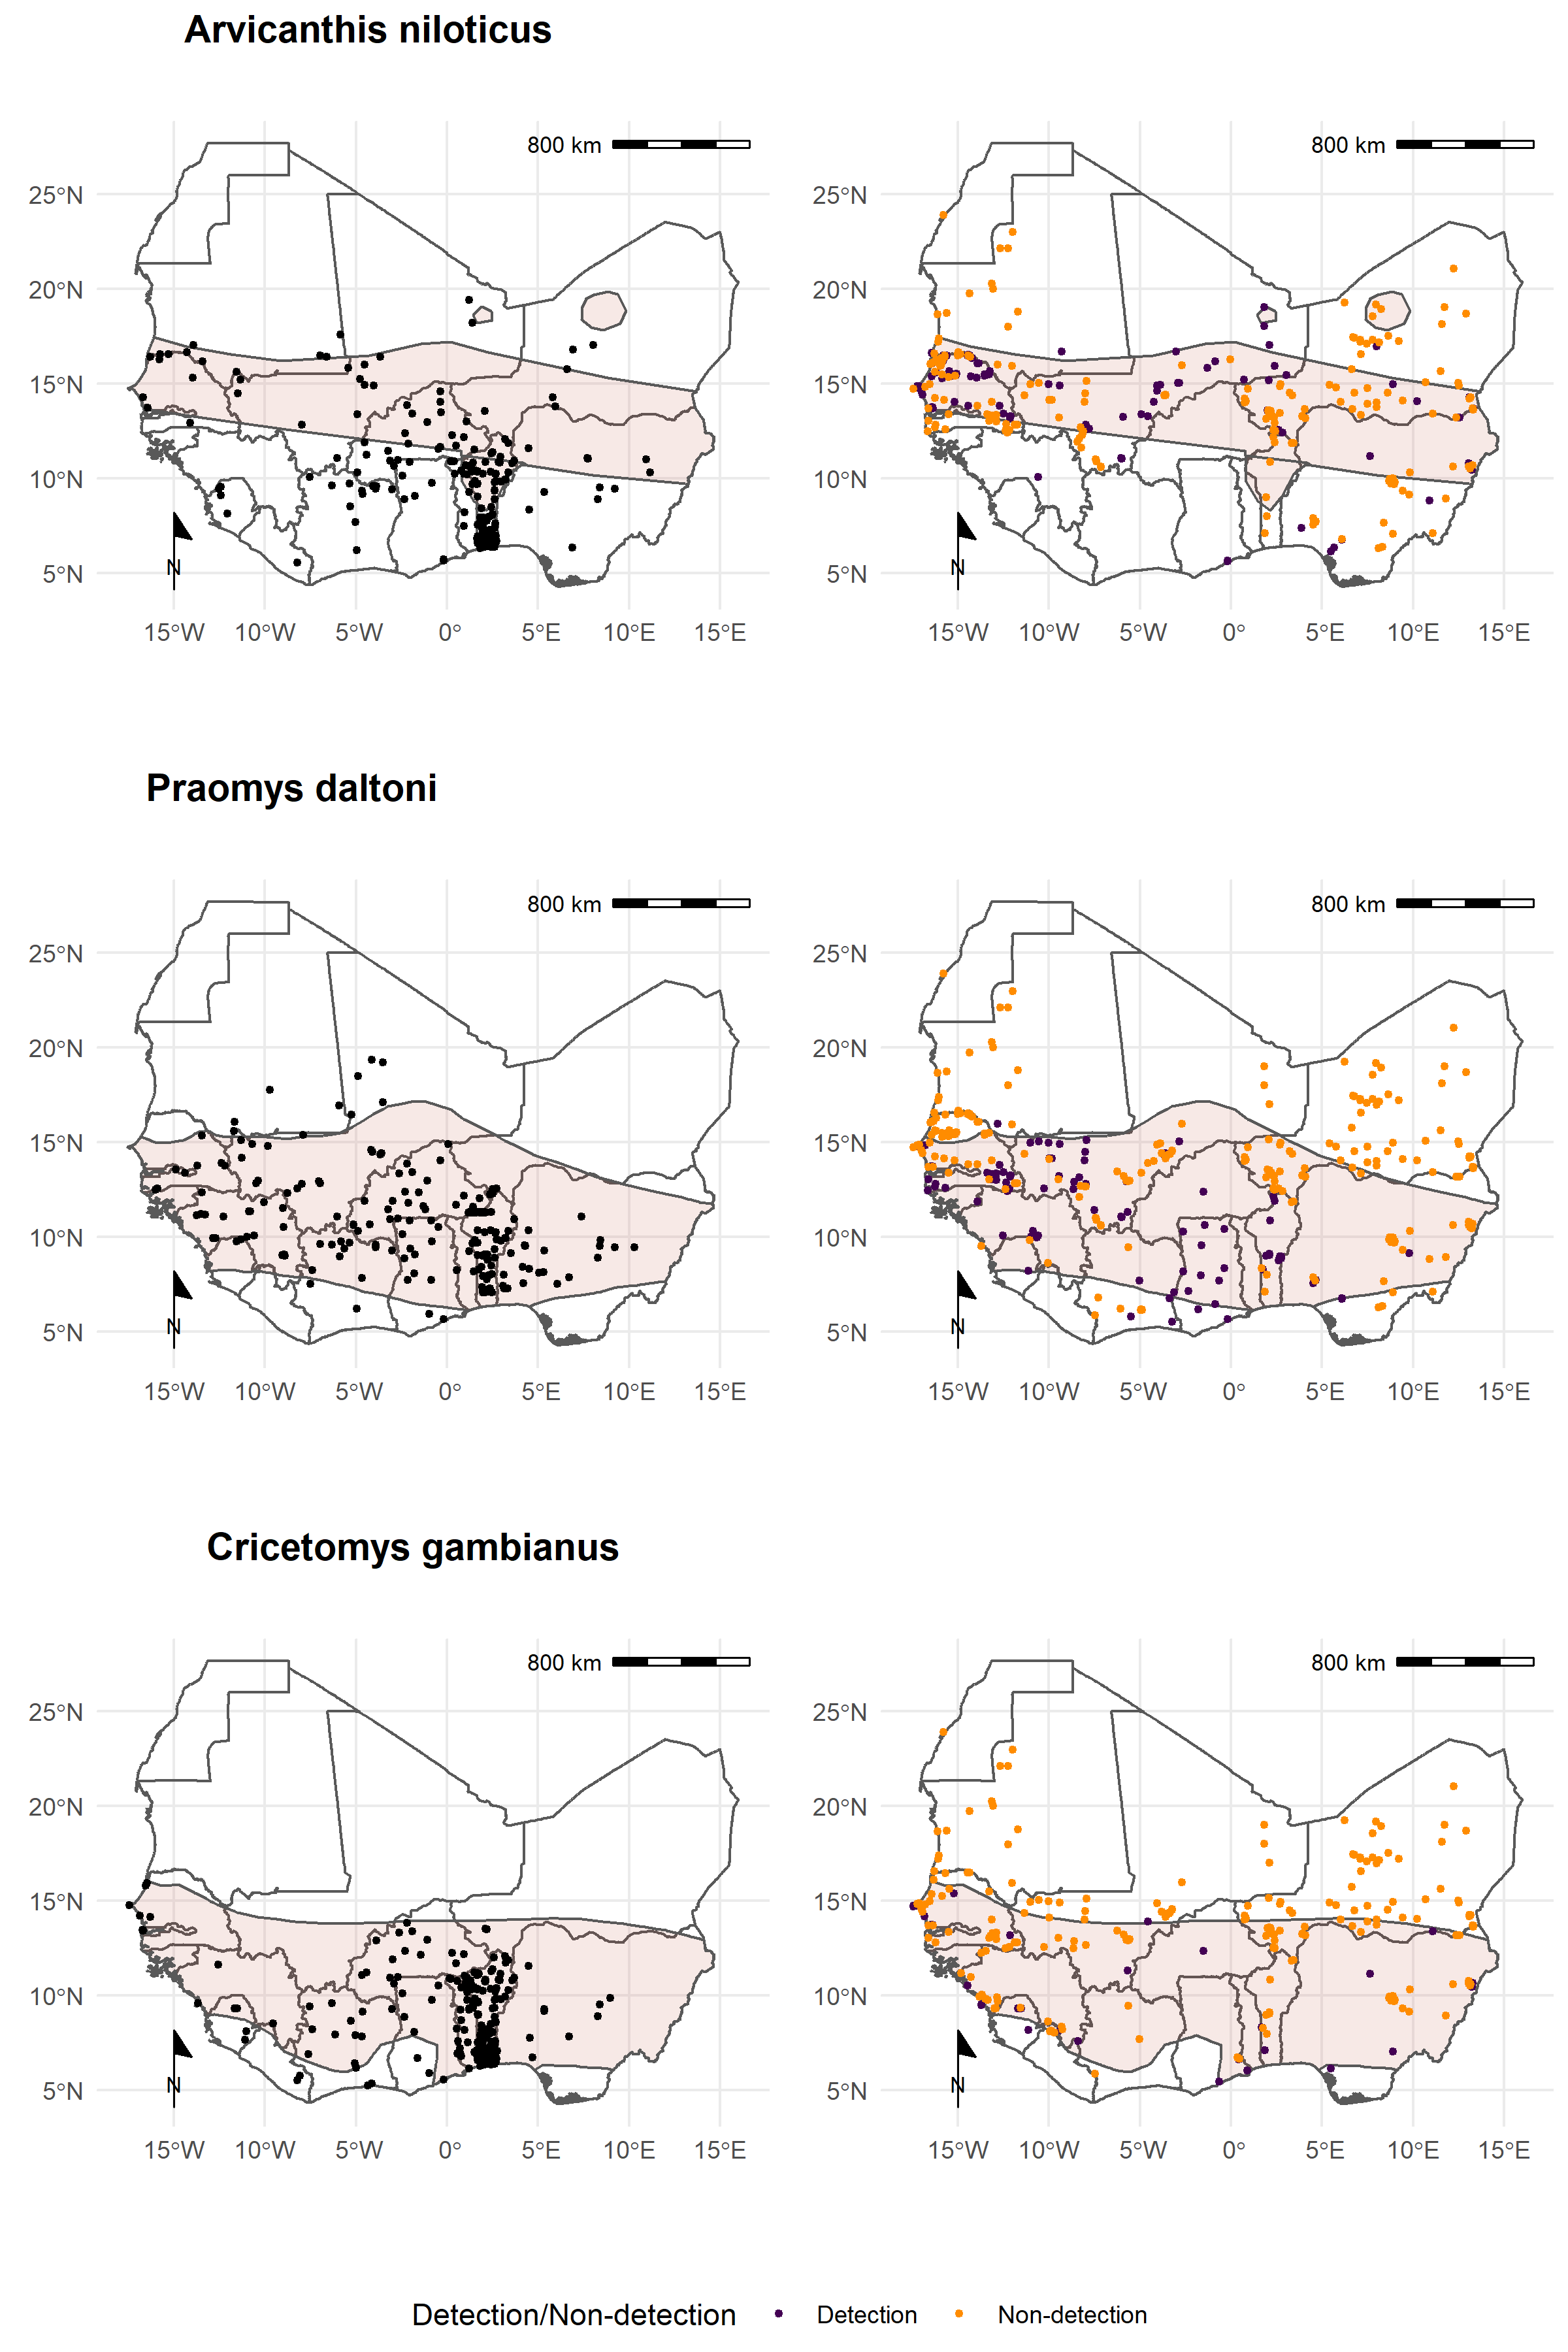 Arvicanthis niloticus
800 km 800 km
25°N 25°N
20°N 20°N
15°N 15°N
10°N 10°N
5°N 5°N
N N
15°W 10°W 5°W 0° 5°E 10°E 15°E 15°W 10°W 5°W 0° 5°E 10°E 15°E
Praomys daltoni
800 km 800 km
25°N 25°N
20°N 20°N
15°N 15°N
10°N 10°N
5°N 5°N
N N
15°W 10°W 5°W 0° 5°E 10°E 15°E 15°W 10°W 5°W 0° 5°E 10°E 15°E
Cricetomys gambianus
800 km 800 km
25°N 25°N
20°N 20°N
15°N 15°N
10°N 10°N
5°N 5°N
N N
15°W 10°W 5°W 0° 5°E 10°E 15°E 15°W 10°W 5°W 0° 5°E 10°E 15°E
Detection/Non-detection Detection Non-detection